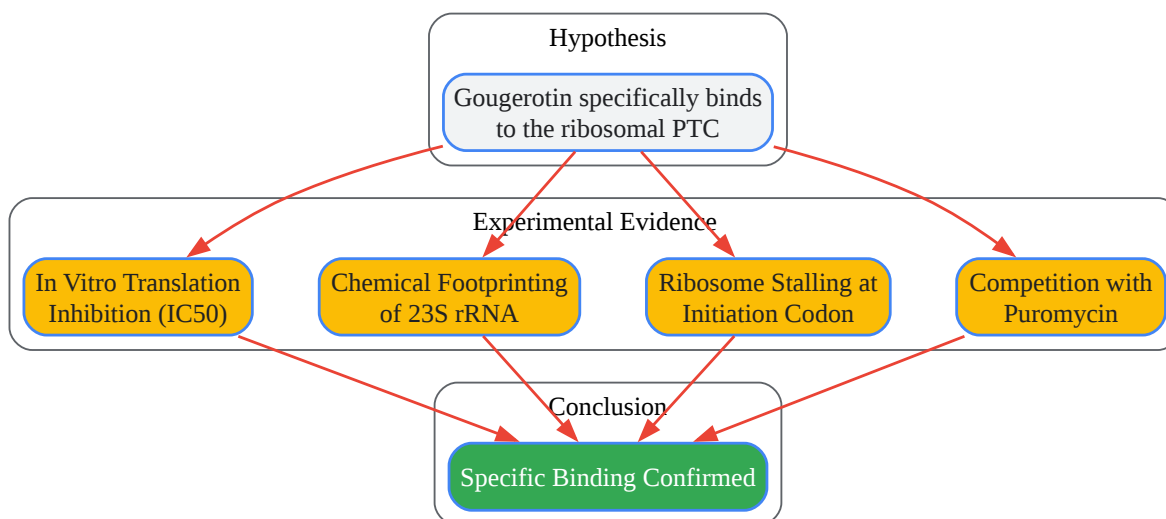 Hypothesis
Gougerotin specifically binds
to the ribosomal PTC
Experimental Evidence
In Vitro Translation
Inhibition (IC50)
Chemical Footprinting
of 23S rRNA
Ribosome Stalling at
Initiation Codon
Competition with
Puromycin
Conclusion
Specific Binding Confirmed